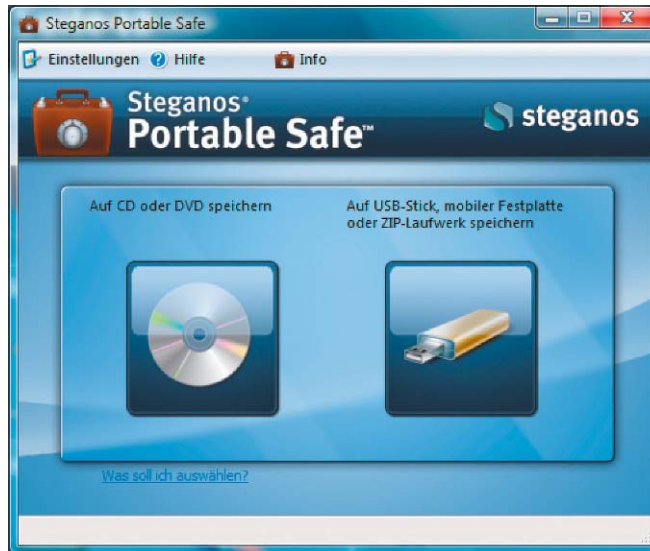 Steganos Portable Safe
Einstellungen Hilfe Info
Steganos®
Portable Safe™
steganos
Auf CD oder DVD speichern
Auf USB-Stick, mobiler Festplatte
oder ZIP-Laufwerk speichern
Was soll ich auswählen?